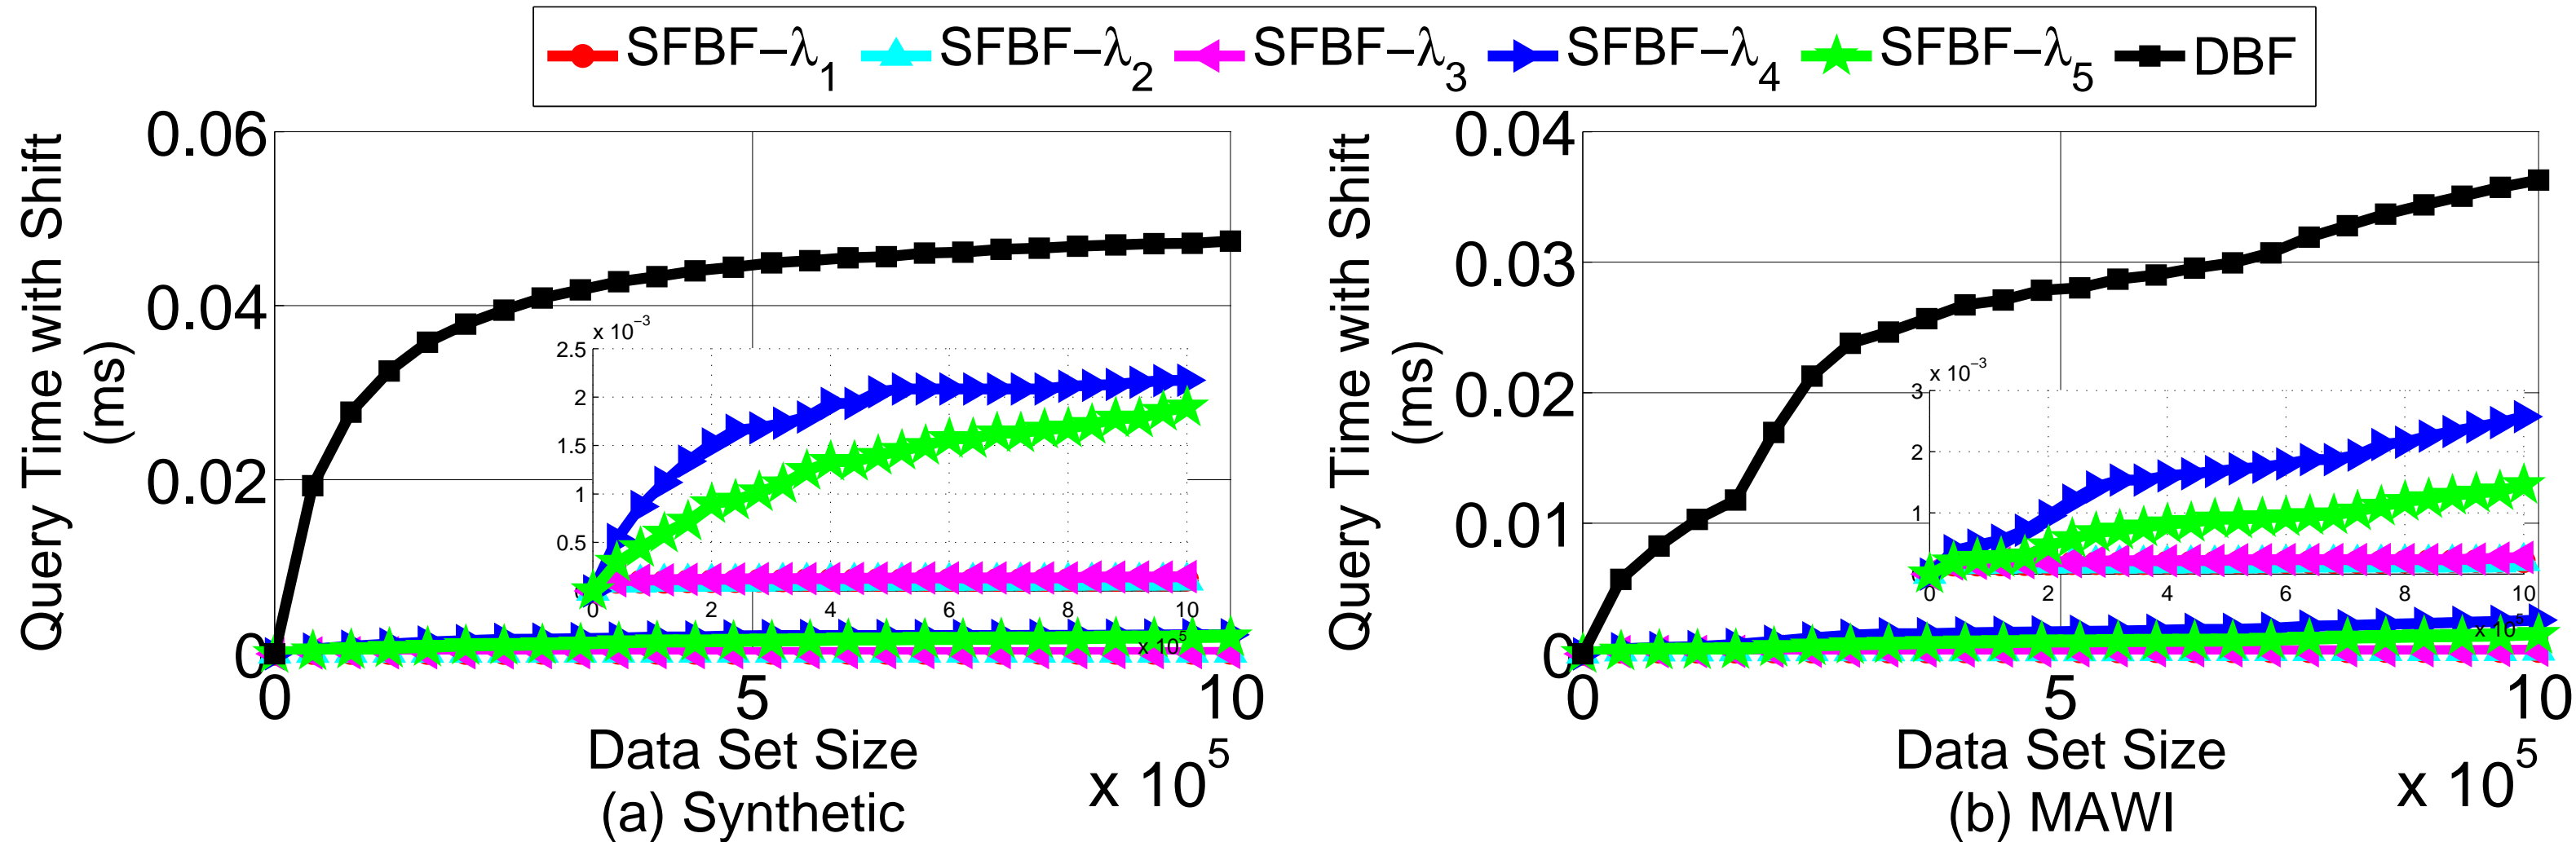 SFBF–λ1 SFBF–λ2 SFBF–λ3 SFBF–λ4 SFBF–λ5 DBF
Query Time with Shift
(ms)
0.06
0.04
0.02
0
0 5 10
x 10^5
x 10^−3
2.5
2
1.5
1
0.5
0 2 4 6 8 10
x 10^5
Data Set Size
(a) Synthetic
Query Time with Shift
(ms)
0.04
0.03
0.02
0.01
0
0 5 10
x 10^5
x 10^−3
3
2
1
0 2 4 6 8 10
x 10^5
Data Set Size
(b) MAWI